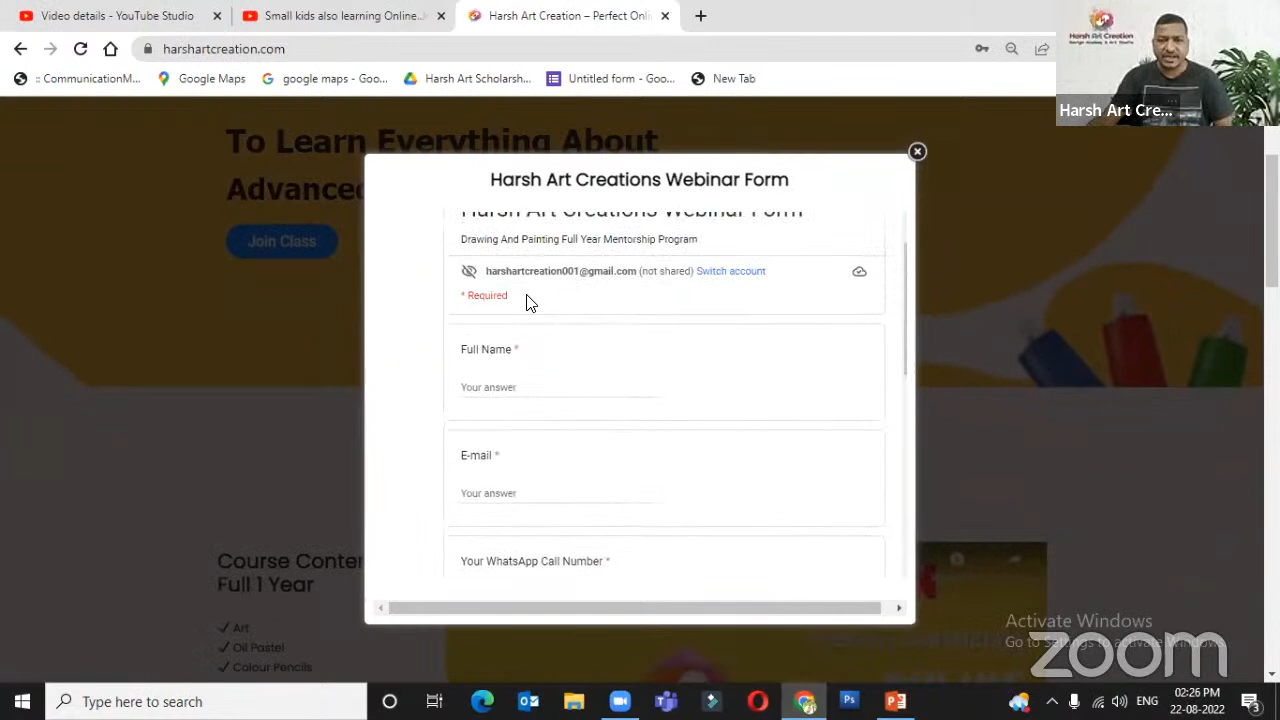 Video details - YouTube Studio
Small kids also learning Online
Harsh Art Creation – Perfect Onli
harshartcreation.com
:: CommunicationM...
Google Maps
google maps - Goo...
Harsh Art Scholarsh...
Untitled form - Goo...
New Tab
Harsh Art Creation
Harsh Art Cre...
To Learn Everything About
Advanced
Join Class
Harsh Art Creations Webinar Form
Harsh Art Creations Webinar Form
Drawing And Painting Full Year Mentorship Program
harshartcreation001@gmail.com (not shared) Switch account
* Required
Full Name *
Your answer
E-mail *
Your answer
Your WhatsApp Call Number *
Course Conten
Full 1 Year
✓ Art
✓ Oil Pastel
✓ Colour Pencils
Activate Windows
Go to Settings to activate Windows.
zoom
Type here to search
ENG
02:26 PM
22-08-2022
3